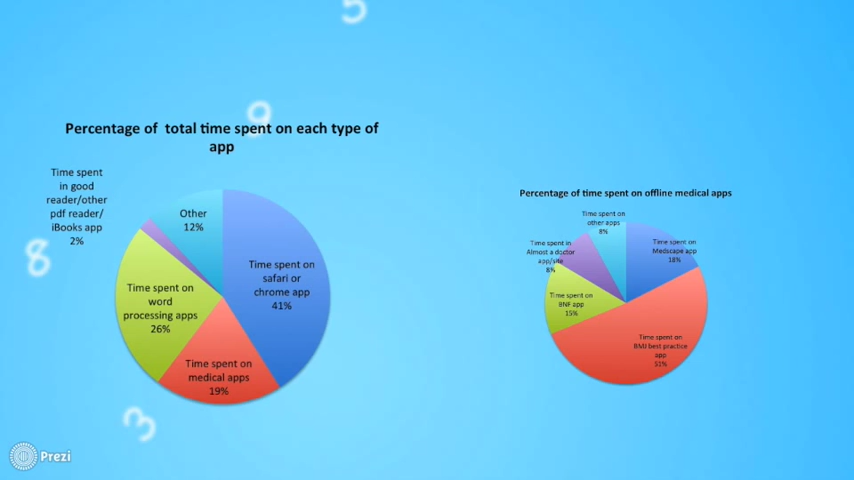 5
9
Percentage of total time spent on each type of
app
Time spent
in good
reader/other
pdf reader/
iBooks app
2%
Other
12%
Time spent on
safari or
chrome app
41%
Time spent on
word
processing apps
26%
Time spent on
medical apps
19%
8
3
Percentage of time spent on offline medical apps
Time spent on
other apps
8%
Time spent on
Medscape app
18%
Time spent in
Almost a doctor
app/site
8%
Time spent on
BNF app
15%
Time spent on
BMJ best practice
app
51%
Prezi